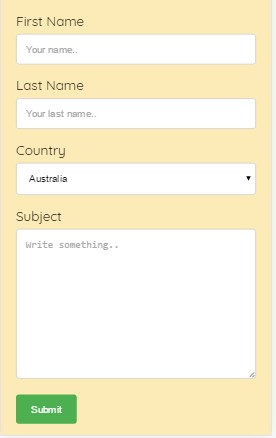 First Name
Your name..
Last Name
Your last name..
Country
Australia
Subject
Write something..
Submit